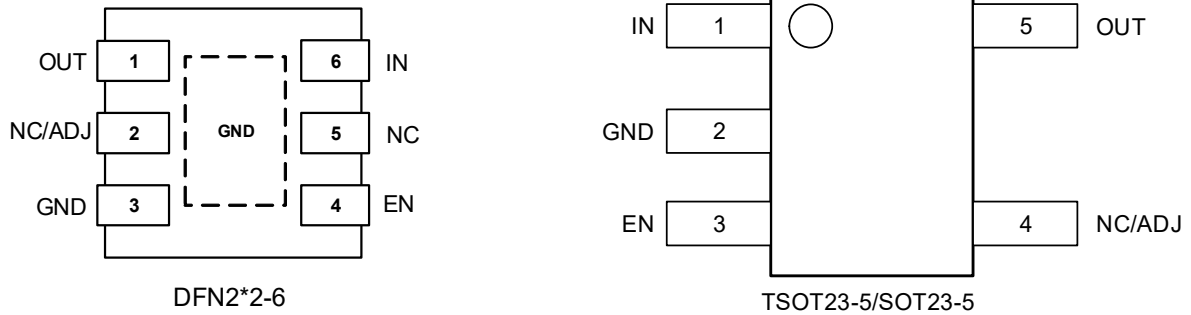 OUT 1 6 IN
NC/ADJ 2 GND 5 NC
GND 3 4 EN
DFN2*2-6
IN 1 5 OUT
GND 2
EN 3 4 NC/ADJ
TSOT23-5/SOT23-5